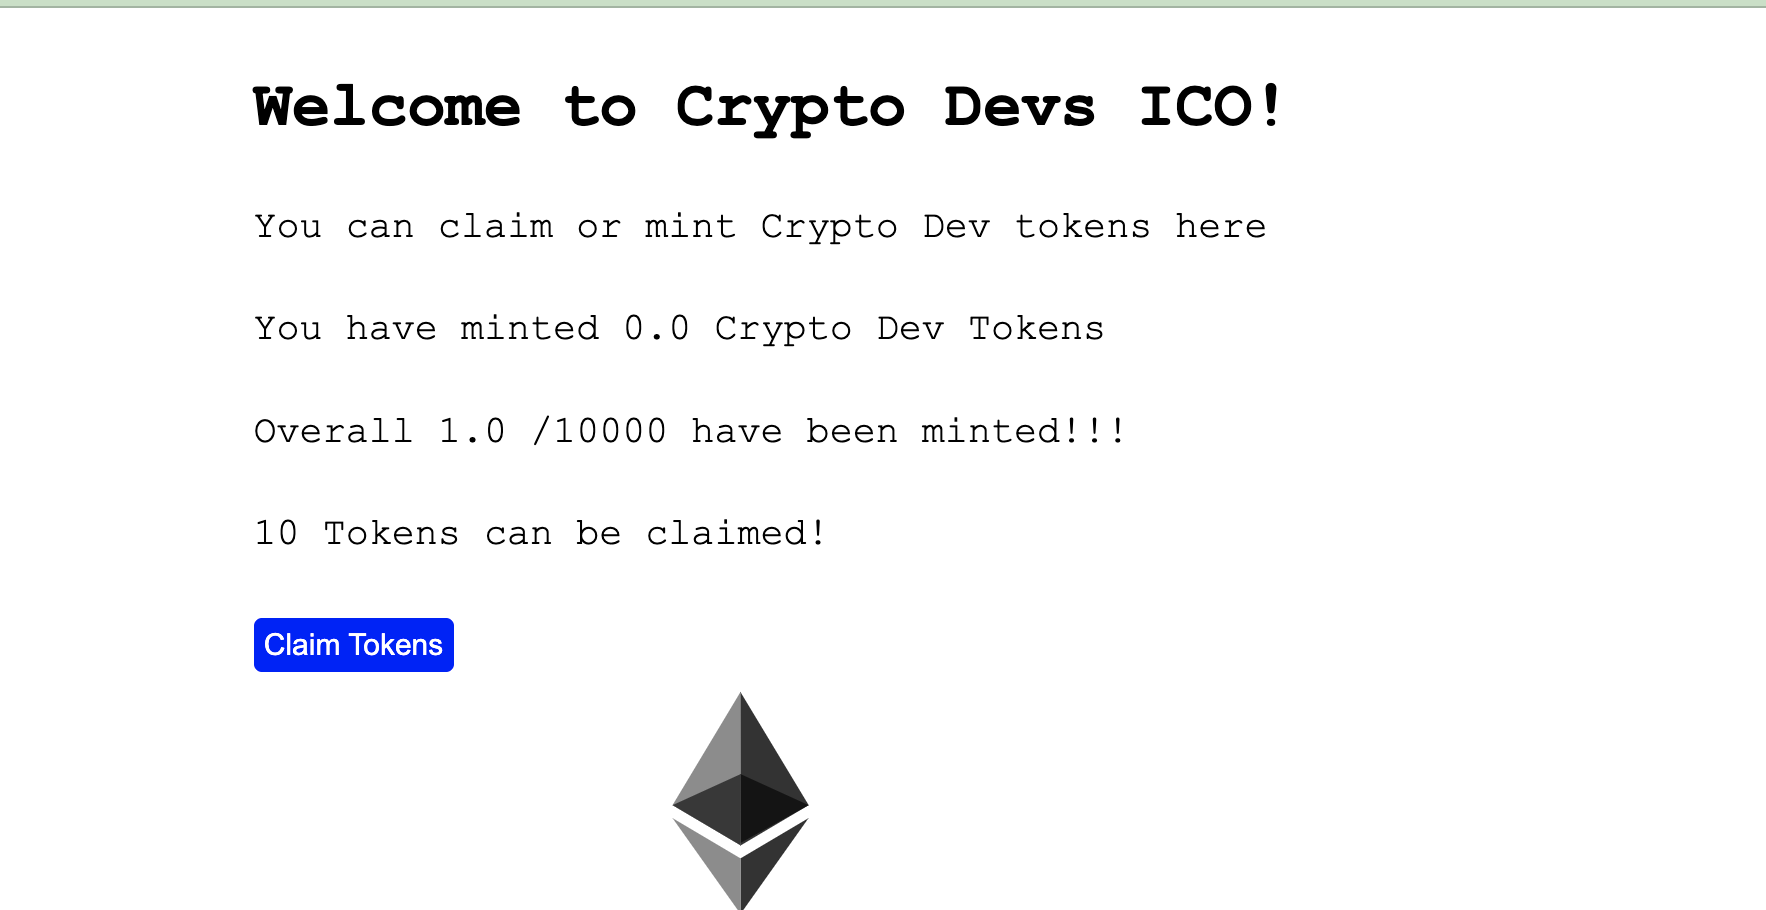 Welcome to Crypto Devs ICO!
You can claim or mint Crypto Dev tokens here
You have minted 0.0 Crypto Dev Tokens
Overall 1.0 /10000 have been minted!!!
10 Tokens can be claimed!
Claim Tokens